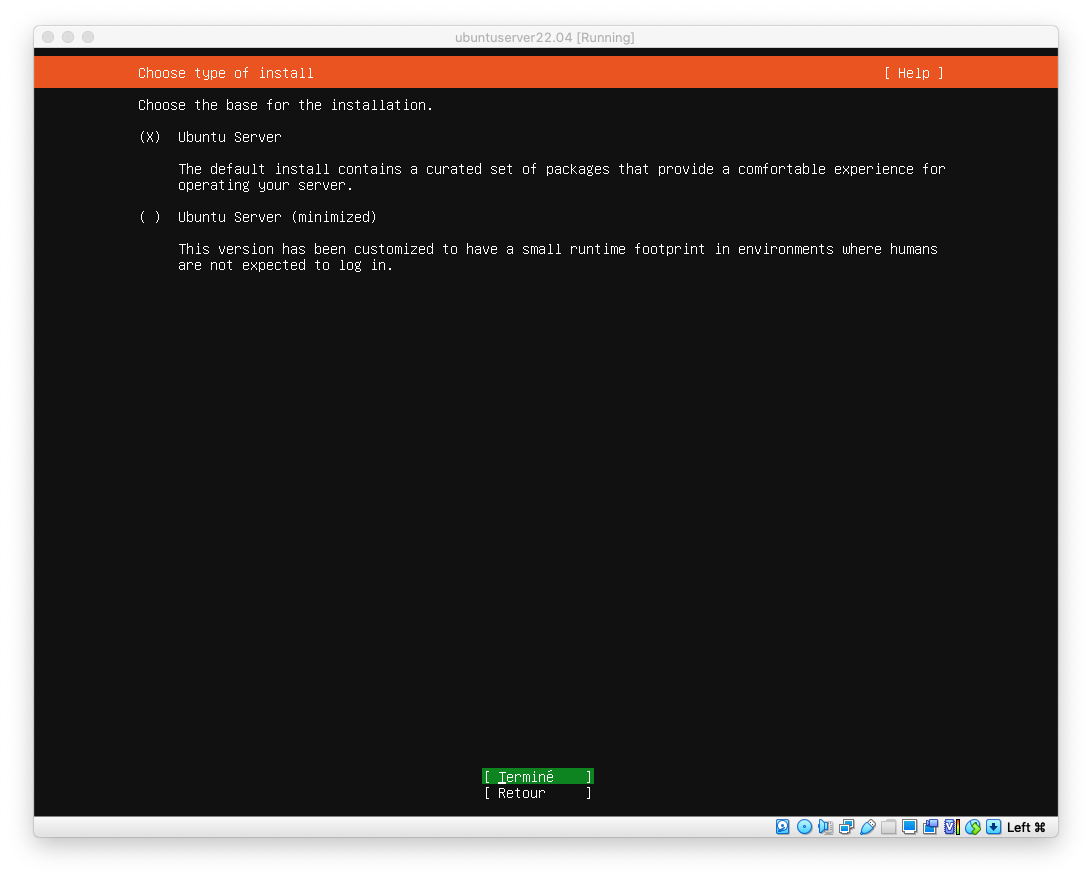 ubuntuserver22.04 [Running]
Choose type of install [ Help ]
Choose the base for the installation.
(X) Ubuntu Server
The default install contains a curated set of packages that provide a comfortable experience for
operating your server.
( ) Ubuntu Server (minimized)
This version has been customized to have a small runtime footprint in environments where humans
are not expected to log in.
[ Terminé ]
[ Retour ]
Left ⌘